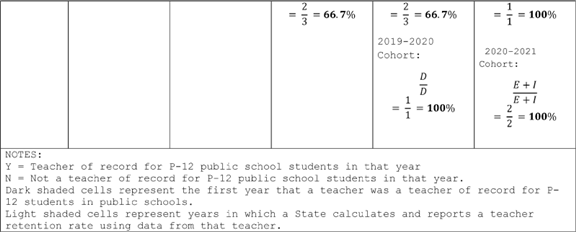 = 2/3 = 66.7%
= 2/3 = 66.7%
2019-2020
Cohort:
D/D
= 1/1 = 100%
= 1/1 = 100%
2020-2021
Cohort:
E + I/E + I
= 2/2 = 100%
NOTES:
Y = Teacher of record for P-12 public school students in that year
N = Not a teacher of record for P-12 public school students in that year.
Dark shaded cells represent the first year that a teacher was a teacher of record for P-
12 students in public schools.
Light shaded cells represent years in which a State calculates and reports a teacher
retention rate using data from that teacher.